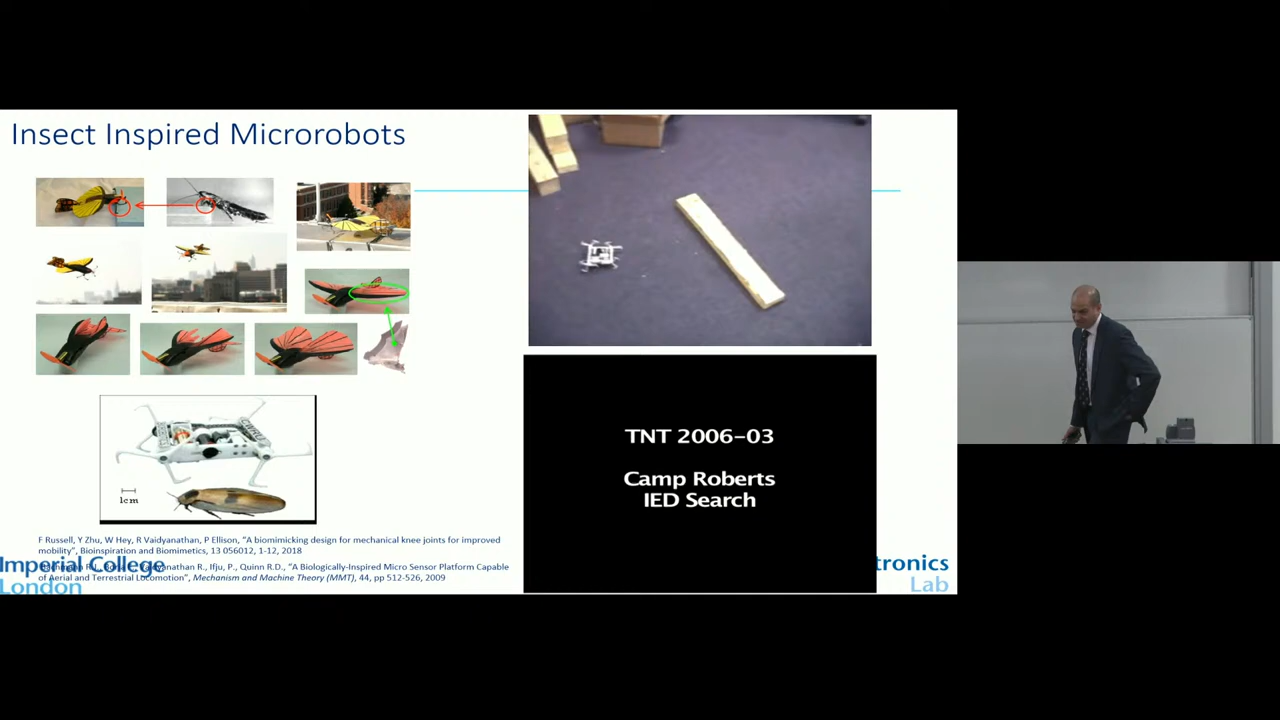 Insect Inspired Microrobots
1cm
TNT 2006-03
Camp Roberts
IED Search
F Russell, Y Zhu, W Hey, R Vaidyanathan, P Ellison, "A biomimicking design for mechanical knee joints for improved
mobility", Bioinspiration and Biomimetics, 13 056012, 1-12, 2018
R., Ifju, P., Quinn R.D., "A Biologically-Inspired Micro Sensor Platform Capable
of Aerial and Terrestrial Locomotion", Mechanism and Machine Theory (MMT), 44, pp 512-526, 2009
Imperial College
London
tronics
Lab